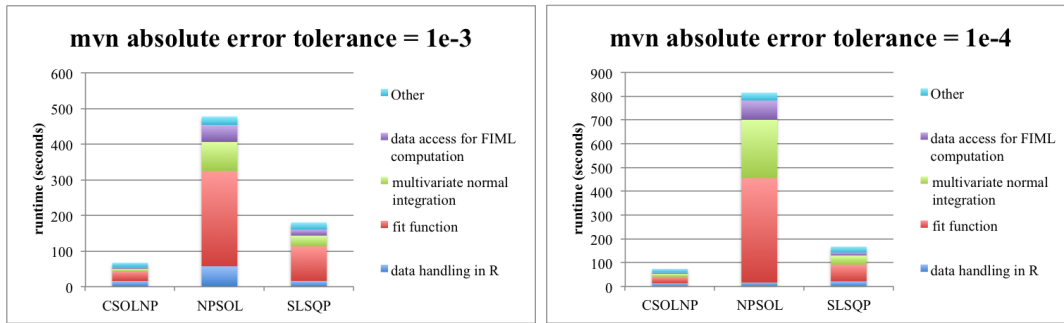 mvn absolute error tolerance = 1e-3
600
500
400
300
200
100
0
runtime (seconds)
CSOLNP
NPSOL
SLSQP
Other
data access for FIML
computation
multivariate normal
integration
fit function
data handling in R
mvn absolute error tolerance = 1e-4
900
800
700
600
500
400
300
200
100
0
runtime (seconds)
CSOLNP
NPSOL
SLSQP
Other
data access for FIML
computation
multivariate normal
integration
fit function
data handling in R